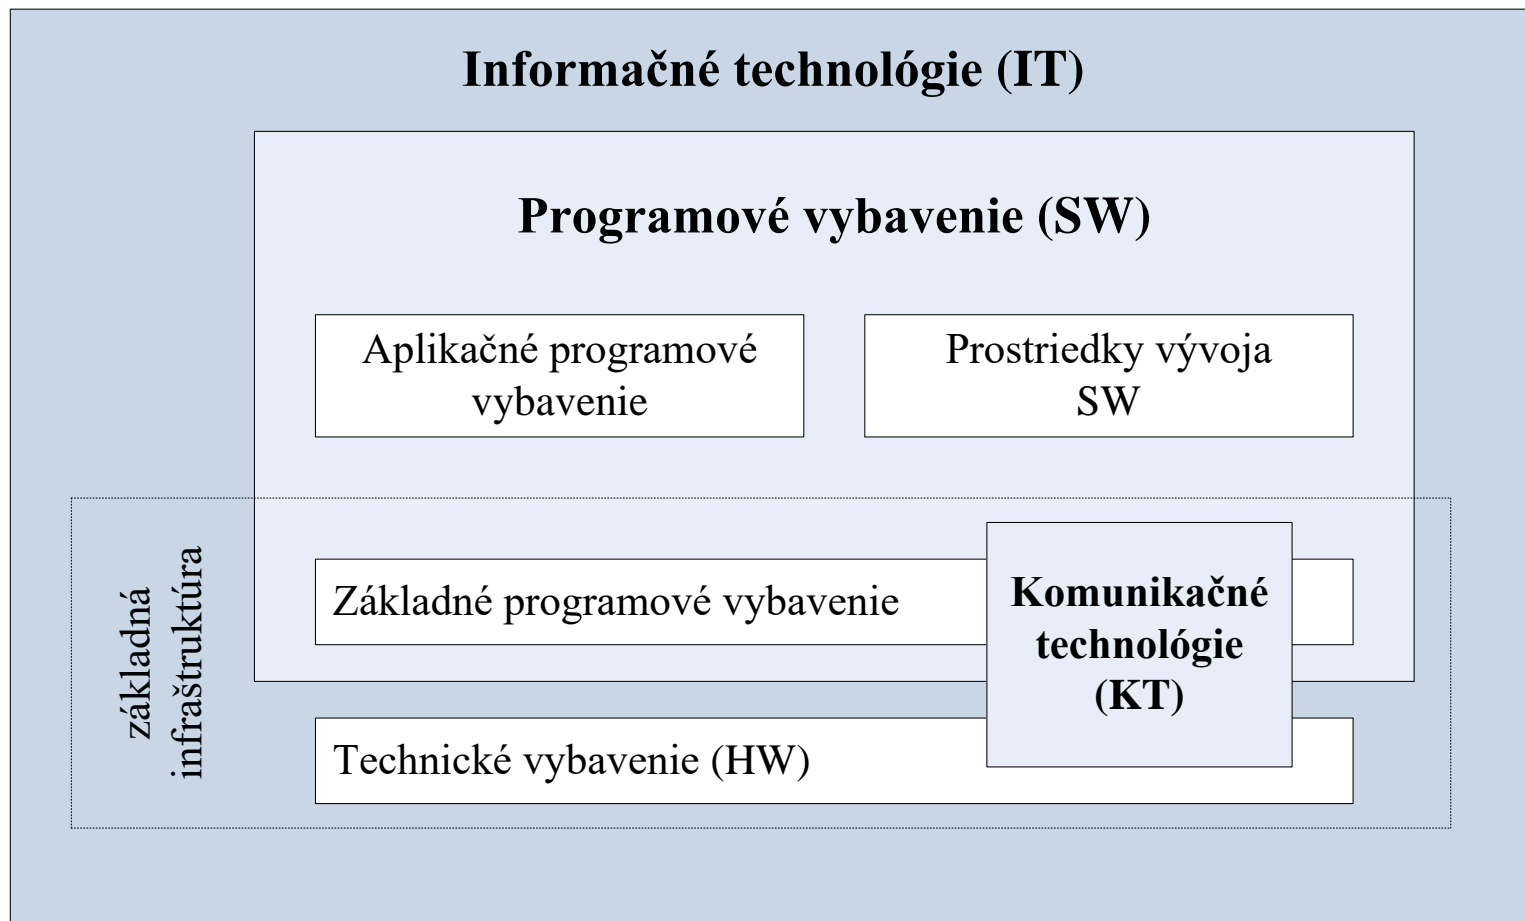 Informačné technológie (IT)
Programové vybavenie (SW)
Aplikačné programové
vybavenie
Prostriedky vývoja
SW
základná
infraštruktúra
Základné programové vybavenie
Komunikačné
technológie
(KT)
Technické vybavenie (HW)